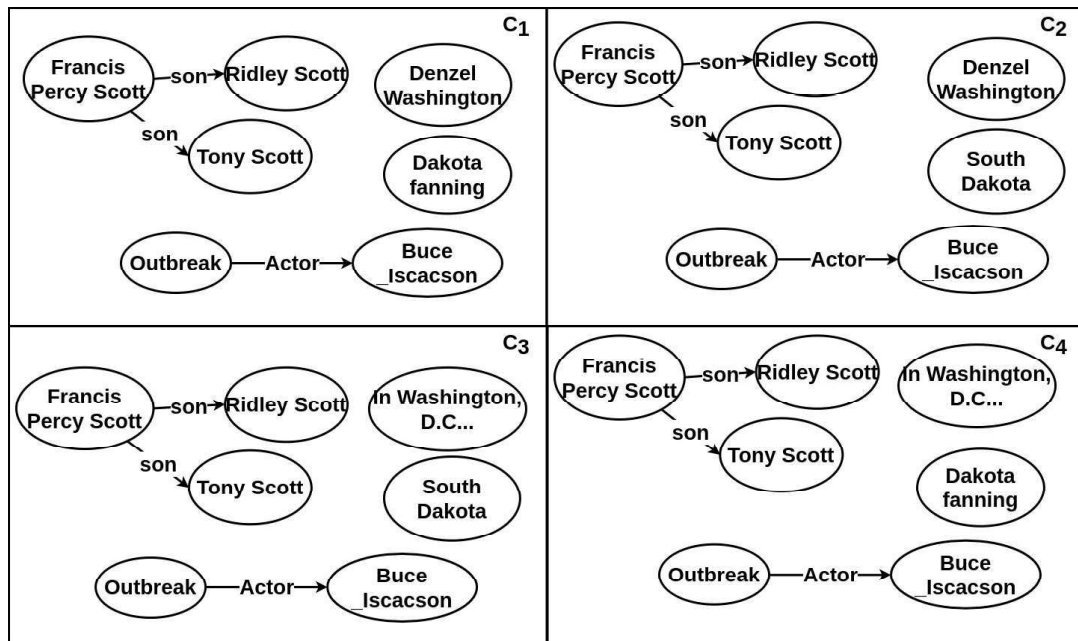 C1
Francis
Percy Scott
son
Ridley Scott
son
Tony Scott
Denzel
Washington
Dakota
fanning
Outbreak
Actor
Buce
_Iscacson
C2
Francis
Percy Scott
son
Ridley Scott
son
Tony Scott
Denzel
Washington
South
Dakota
Outbreak
Actor
Buce
_Iscacson
C3
Francis
Percy Scott
son
Ridley Scott
son
Tony Scott
In Washington,
D.C...
South
Dakota
Outbreak
Actor
Buce
_Iscacson
C4
Francis
Percy Scott
son
Ridley Scott
son
Tony Scott
In Washington,
D.C...
Dakota
fanning
Outbreak
Actor
Buce
_Iscacson